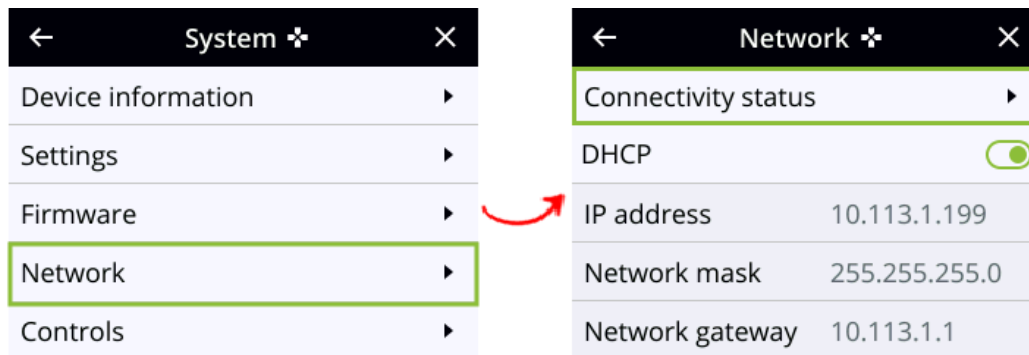 System
Device information
Settings
Firmware
Network
Controls
Network
Connectivity status
DHCP
IP address 10.113.1.199
Network mask 255.255.255.0
Network gateway 10.113.1.1